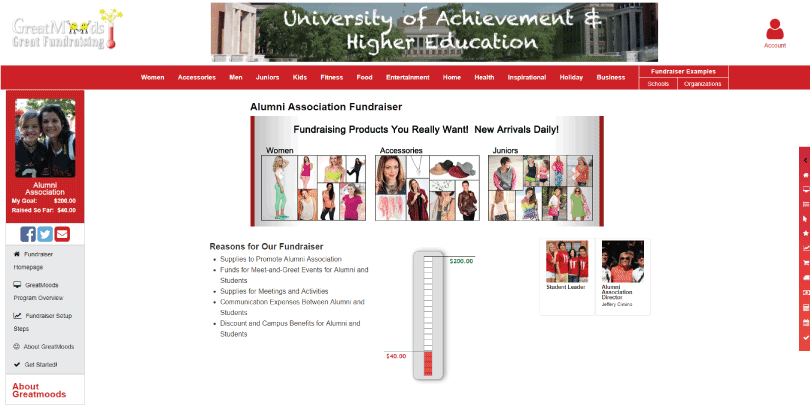 GreatMoods
Great Fundraising
University of Achievement &
Higher Education
Account
Women Accessories Men Juniors Kids Fitness Food Entertainment Home Health Inspirational Holiday Business
Fundraiser Examples
Schools Organizations
Alumni
Association
My Goal: $200.00
Raised So Far: $40.00
Fundraiser
Homepage
GreatMoods
Program Overview
Fundraiser Setup
Steps
About GreatMoods
Get Started!
About
Greatmoods
Alumni Association Fundraiser
Fundraising Products You Really Want! New Arrivals Daily!
Women Accessories Juniors
Reasons for Our Fundraiser
Supplies to Promote Alumni Association
Funds for Meet-and-Greet Events for Alumni and
Students
Supplies for Meetings and Activities
Communication Expenses Between Alumni and
Students
Discount and Campus Benefits for Alumni and
Students
$200.00
$40.00
Student Leader
Alumni
Association
Director
Jeffery Cimino